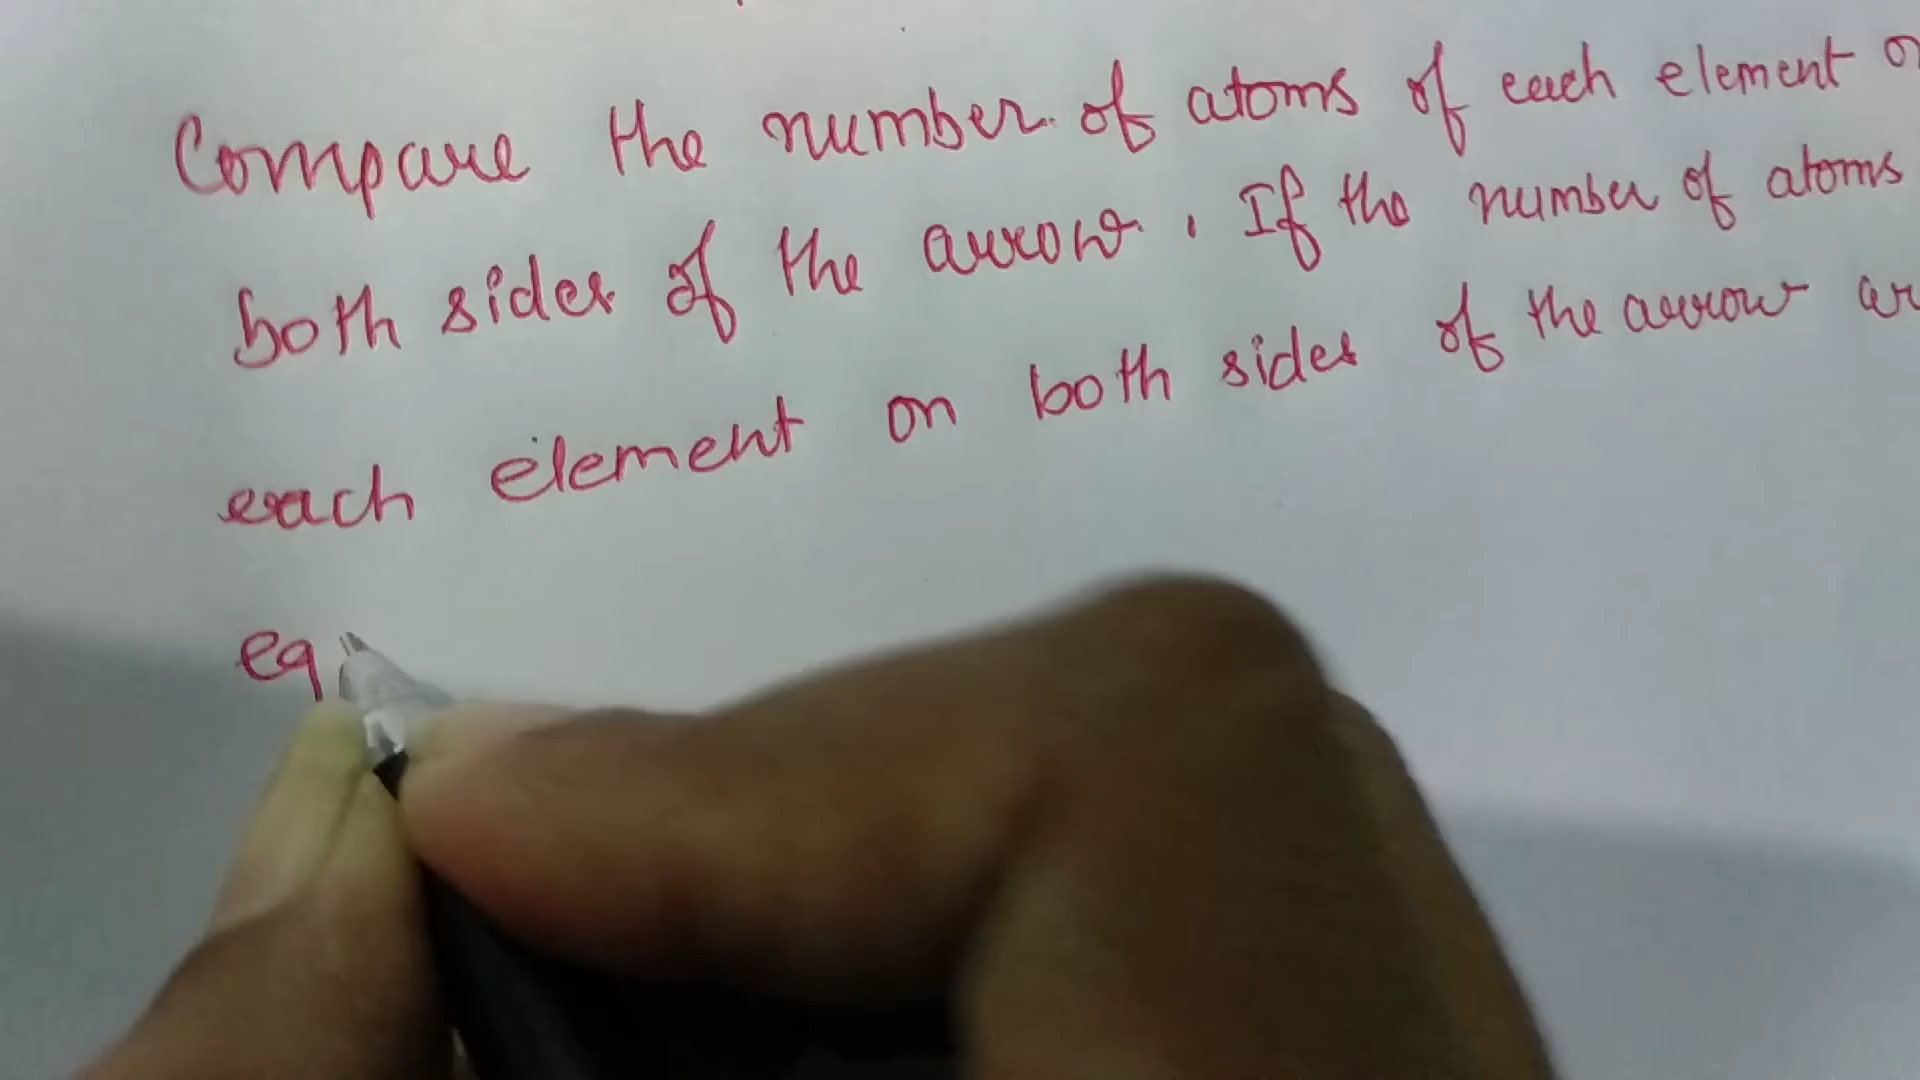 Compare the number of atoms of each element
both sides of the arrow. If the number of atoms
each element on both sides of the arrow
eq